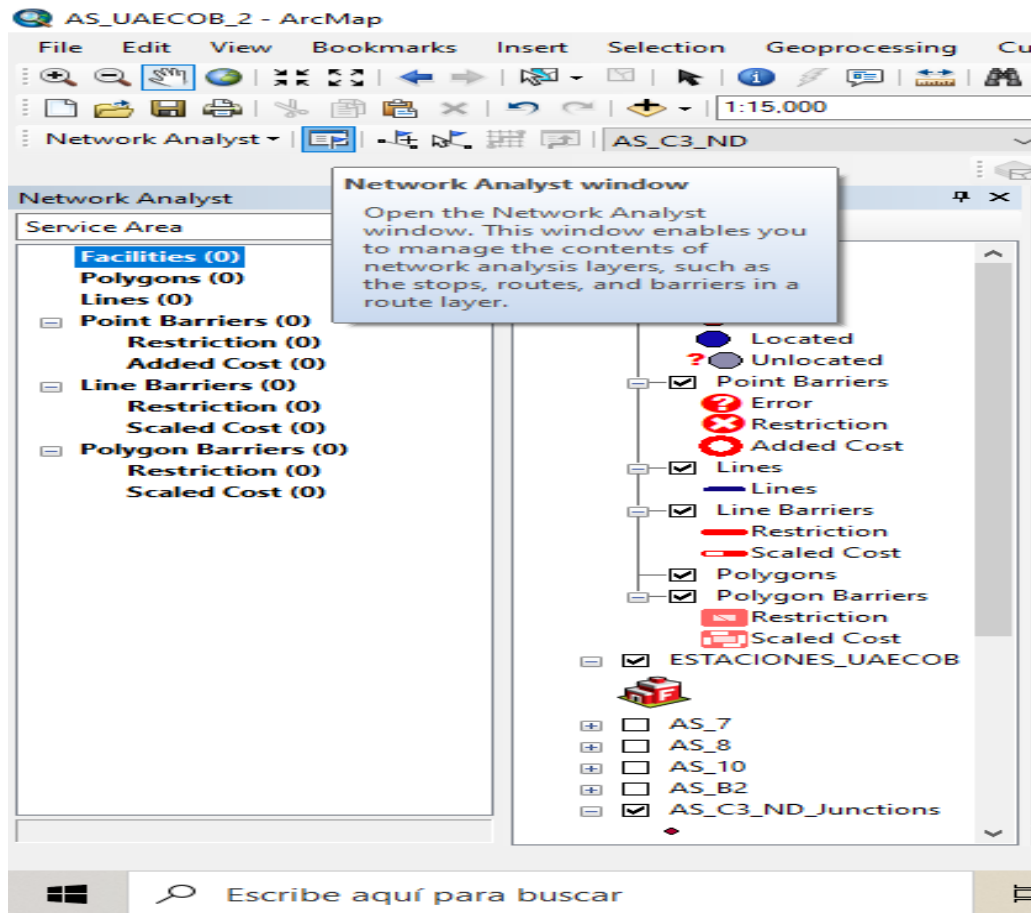 AS_UAECOB_2 - ArcMap
File Edit View Bookmarks Insert Selection Geoprocessing Cu
1:15,000
Network Analyst AS_C3_ND
Network Analyst window
Open the Network Analyst
window. This window enables you
to manage the contents of
network analysis layers, such as
the stops, routes, and barriers in a
route layer.
Network Analyst
Service Area
Facilities (0)
Polygons (0)
Lines (0)
Point Barriers (0)
Restriction (0)
Added Cost (0)
Line Barriers (0)
Restriction (0)
Scaled Cost (0)
Polygon Barriers (0)
Restriction (0)
Scaled Cost (0)
Located
Unlocated
Point Barriers
Error
Restriction
Added Cost
Lines
Lines
Line Barriers
Restriction
Scaled Cost
Polygons
Polygon Barriers
Restriction
Scaled Cost
ESTACIONES_UAECOB
F
AS_7
AS_8
AS_10
AS_B2
AS_C3_ND_Junctions
Escribe aquí para buscar